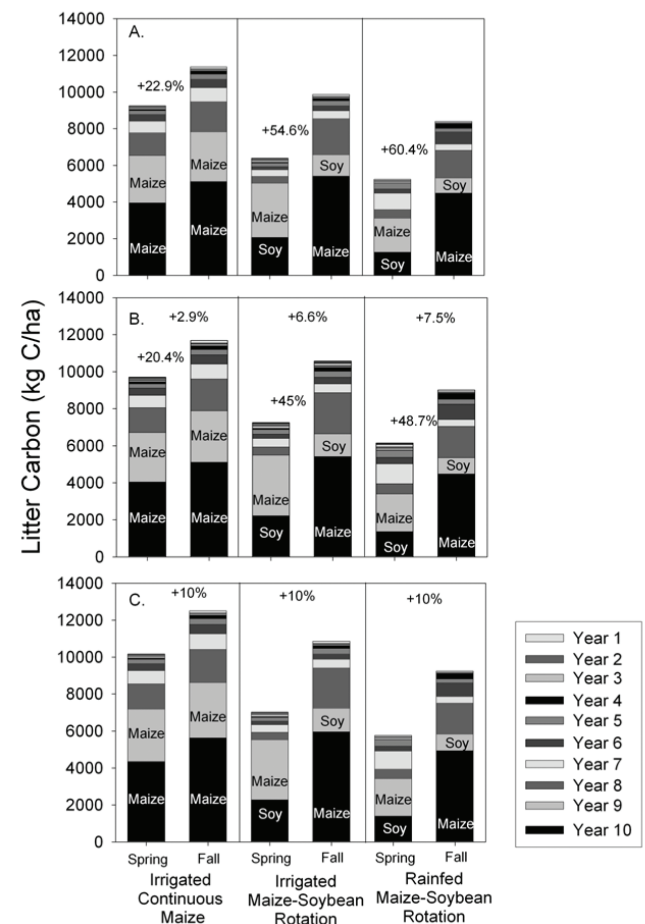 Litter Carbon (kg C/ha)
14000
12000
10000
8000
6000
4000
2000
0
A.
+22.9%
+54.6%
+60.4%
Maize
Maize
Maize
Soy
Soy
Maize
Maize
Maize
Soy
Maize
Soy
Maize
14000
12000
10000
8000
6000
4000
2000
0
B.
+2.9%
+6.6%
+7.5%
+20.4%
+45%
+48.7%
Maize
Maize
Maize
Soy
Maize
Soy
Maize
Maize
Soy
Maize
Soy
Maize
14000
12000
10000
8000
6000
4000
2000
0
C.
+10%
+10%
+10%
Maize
Maize
Maize
Soy
Maize
Soy
Maize
Maize
Soy
Maize
Soy
Maize
Spring
Fall
Spring
Fall
Spring
Fall
Irrigated
Continuous
Maize
Irrigated
Maize-Soybean
Rotation
Rainfed
Maize-Soybean
Rotation
Year 1
Year 2
Year 3
Year 4
Year 5
Year 6
Year 7
Year 8
Year 9
Year 10